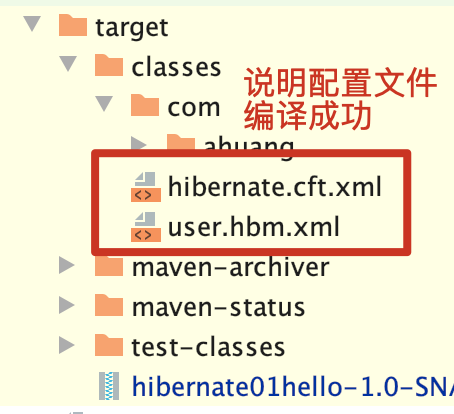 target
classes
说明配置文件
com
编译成功
ahuang
hibernate.cft.xml
user.hbm.xml
maven-archiver
maven-status
test-classes
hibernate01hello-1.0-SNA